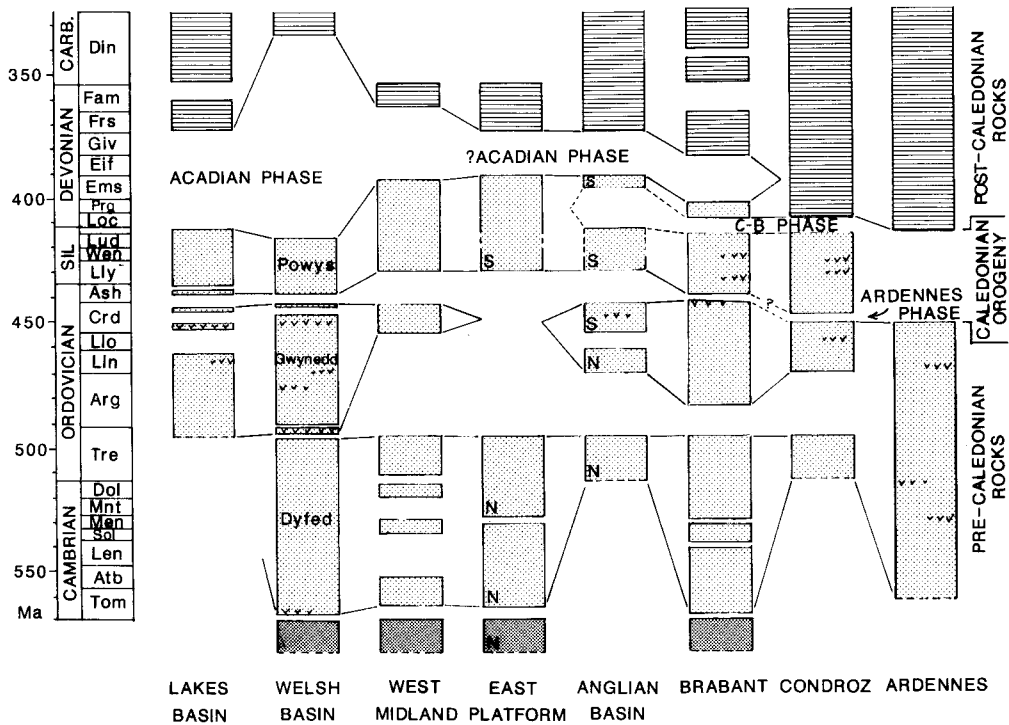 CARB.
DEVONIAN
SIL
ORDOVICIAN
CAMBRIAN
350
400
450
500
550
Ma
Din
Fam
Frs
Giv
Eif
Ems
Prg
Loc
Lud
Wen
Lly
Ash
Crd
Llo
Lln
Arg
Tre
Dol
Mnt
Men
Sol
Len
Atb
Tom
ACADIAN PHASE
?ACADIAN PHASE
C-B PHASE
ARDENNES
PHASE
Powys
Gwynedd
Dyfed
S
S
S
S
N
N
N
N
N
?
POST-CALEDONIAN
ROCKS
CALEDONIAN
OROGENY
PRE-CALEDONIAN
ROCKS
LAKES
BASIN
WELSH
BASIN
WEST
MIDLAND
EAST
PLATFORM
ANGLIAN
BASIN
BRABANT
CONDROZ
ARDENNES